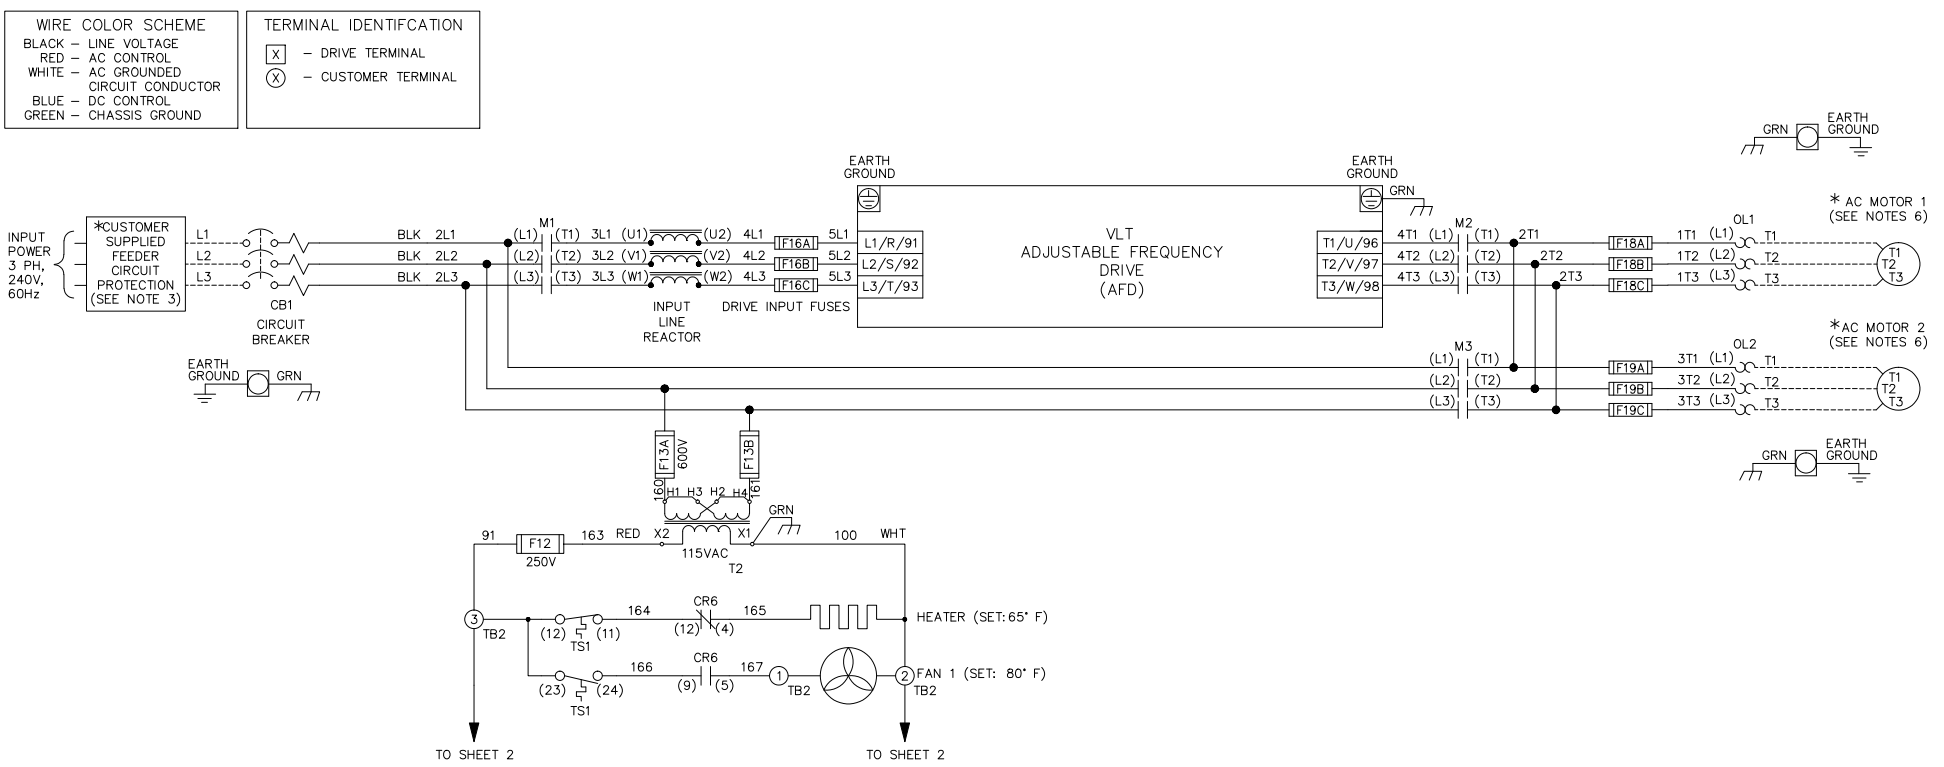 WIRE COLOR SCHEME
BLACK – LINE VOLTAGE
RED – AC CONTROL
WHITE – AC GROUNDED
CIRCUIT CONDUCTOR
BLUE – DC CONTROL
GREEN – CHASSIS GROUND
TERMINAL IDENTIFCATION
X – DRIVE TERMINAL
X – CUSTOMER TERMINAL
GRN
EARTH
GROUND
EARTH
GROUND
EARTH
GROUND
GRN
INPUT
POWER
3 PH,
240V,
60Hz
*CUSTOMER
SUPPLIED
FEEDER
CIRCUIT
PROTECTION
(SEE NOTE 3)
L1
L2
L3
CB1
CIRCUIT
BREAKER
M1
BLK 2L1 (L1) (T1) 3L1 (U1) (U2) 4L1 F16A 5L1 L1/R/91
BLK 2L2 (L2) (T2) 3L2 (V1) (V2) 4L2 F16B 5L2 L2/S/92
BLK 2L3 (L3) (T3) 3L3 (W1) (W2) 4L3 F16C 5L3 L3/T/93
INPUT
LINE
REACTOR
DRIVE INPUT FUSES
VLT
ADJUSTABLE FREQUENCY
DRIVE
(AFD)
M2
OL1
T1/U/96 4T1 (L1) (T1) 2T1 F18A 1T1 (L1) T1
T2/V/97 4T2 (L2) (T2) 2T2 F18B 1T2 (L2) T2
T3/W/98 4T3 (L3) (T3) 2T3 F18C 1T3 (L3) T3
* AC MOTOR 1
(SEE NOTES 6)
T1
T2
T3
EARTH
GROUND
GRN
M3
OL2
(L1) (T1) F19A 3T1 (L1) T1
(L2) (T2) F19B 3T2 (L2) T2
(L3) (T3) F19C 3T3 (L3) T3
*AC MOTOR 2
(SEE NOTES 6)
T1
T2
T3
GRN
EARTH
GROUND
F13A
600V
F13B
160
161
H1 H3 H2 H4
GRN
91 F12 163 RED X2 X1 100 WHT
250V
115VAC
T2
3
TB2
(12) (11)
TS1
164
CR6
(12) (4)
165
HEATER (SET:65° F)
(23) (24)
TS1
166
CR6
(9) (5)
167
1
TB2
2
TB2
FAN 1 (SET: 80° F)
TO SHEET 2
TO SHEET 2